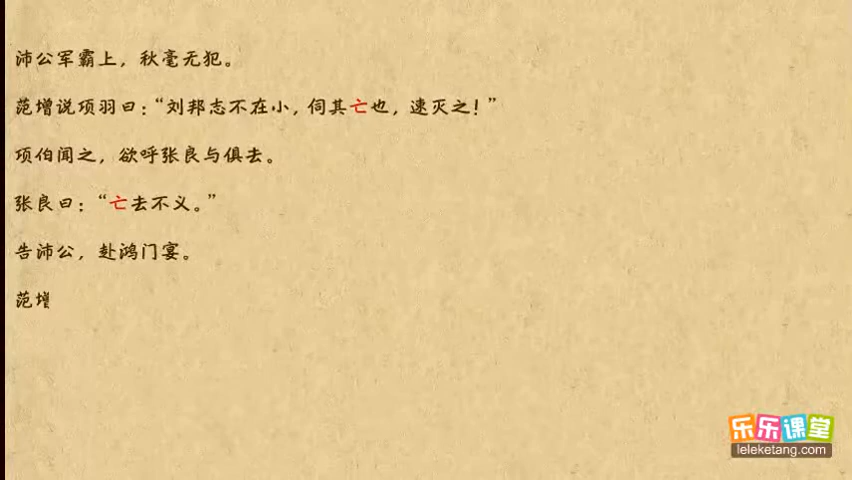 沛公军霸上，秋毫无犯。
范增说项羽曰：“刘邦志不在小，伺其亡也，速灭之！”
项伯闻之，欲呼张良与俱去。
张良曰：“亡去不义。”
告沛公，赴鸿门宴。
范增
乐乐课堂
leleketang.com